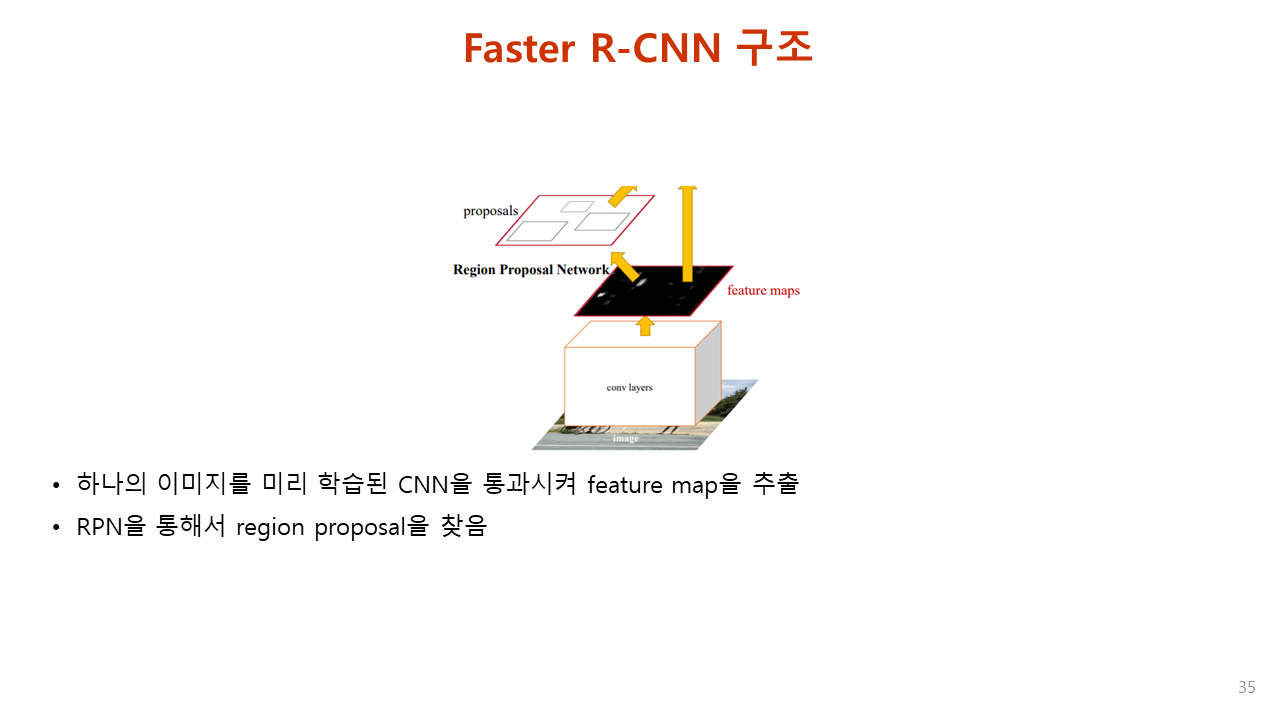 Faster R-CNN 구조
proposals
Region Proposal Network
feature maps
conv layers
image
• 하나의 이미지를 미리 학습된 CNN을 통과시켜 feature map을 추출
• RPN을 통해서 region proposal을 찾음
35